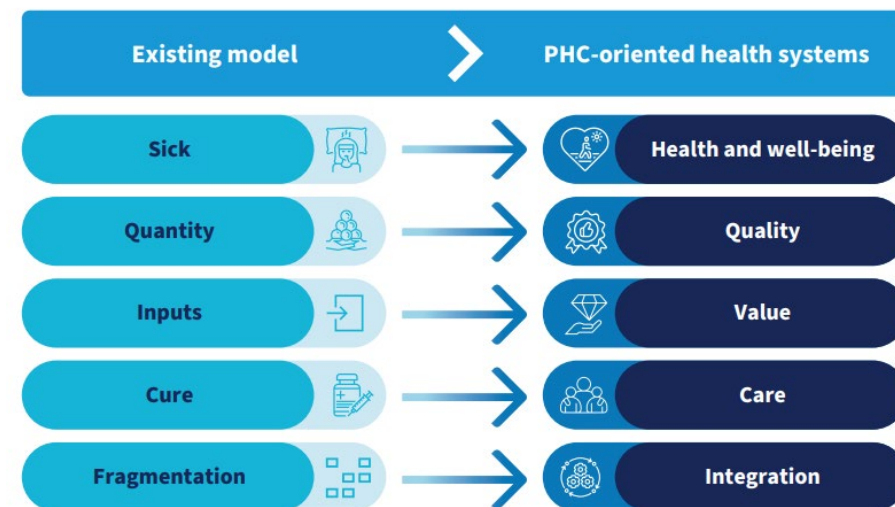 Existing model
PHC-oriented health systems
Sick
Health and well-being
Quantity
Quality
Inputs
Value
Cure
Care
Fragmentation
Integration